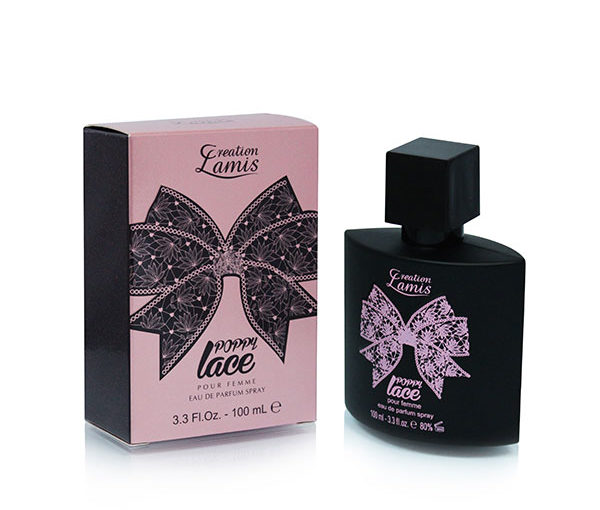 Creation
Lamis
POPPY
lace
POUR FEMME
EAU DE PARFUM SPRAY
3.3 Fl.Oz. - 100 mL ℮
Creation
Lamis
POPPY
lace
pour femme
eau de parfum spray
100 ml - 3.3 fl. oz. ℮ 80%